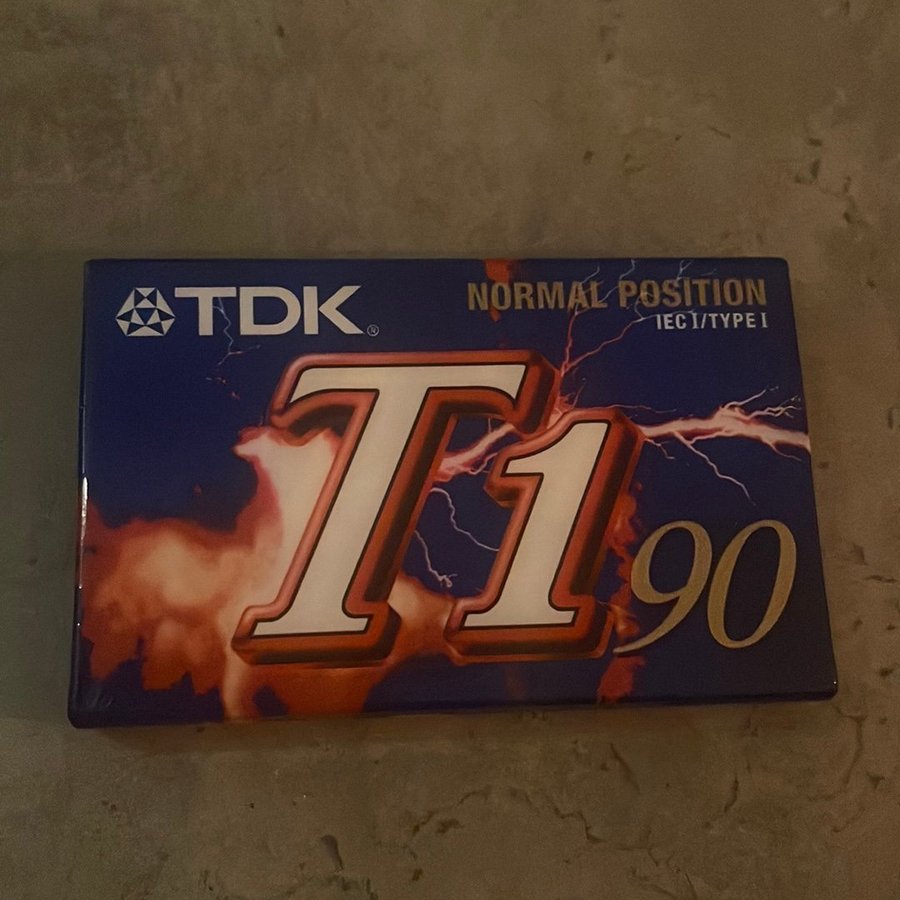 TDK®
NORMAL POSITION
IEC I/TYPE I
T1
90